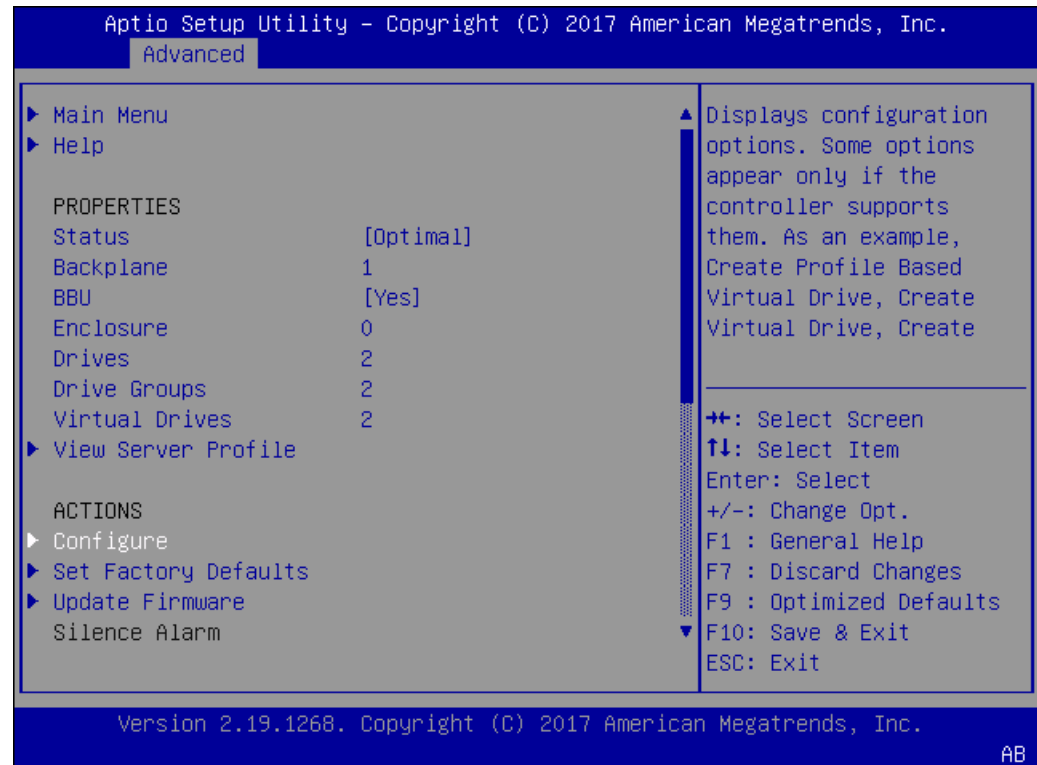 Aptio Setup Utility – Copyright (C) 2017 American Megatrends, Inc.
Advanced
▶ Main Menu
▶ Help
PROPERTIES
Status [Optimal]
Backplane 1
BBU [Yes]
Enclosure 0
Drives 2
Drive Groups 2
Virtual Drives 2
▶ View Server Profile
ACTIONS
▶ Configure
▶ Set Factory Defaults
▶ Update Firmware
Silence Alarm
Displays configuration
options. Some options
appear only if the
controller supports
them. As an example,
Create Profile Based
Virtual Drive, Create
Virtual Drive, Create
→←: Select Screen
↑↓: Select Item
Enter: Select
+/-: Change Opt.
F1 : General Help
F7 : Discard Changes
F9 : Optimized Defaults
F10: Save & Exit
ESC: Exit
Version 2.19.1268. Copyright (C) 2017 American Megatrends, Inc.
AB